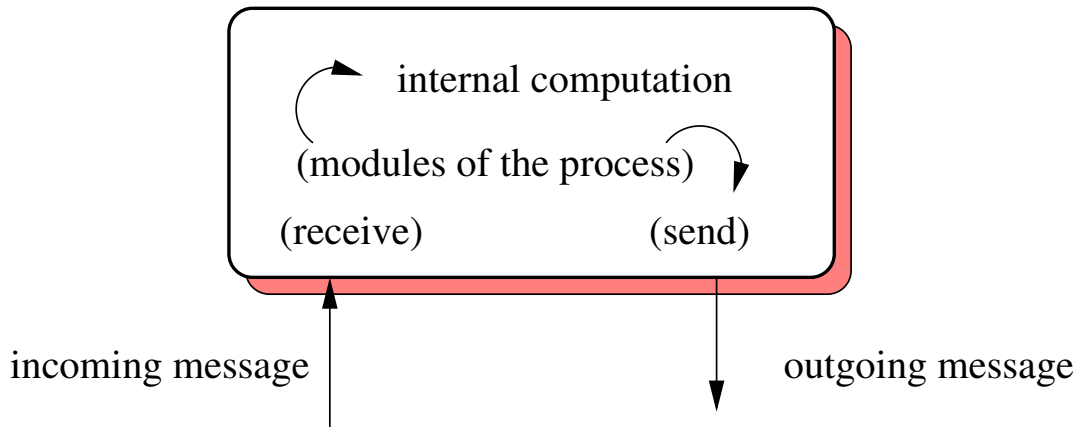 internal computation
(modules of the process)
(receive)
(send)
incoming message
outgoing message